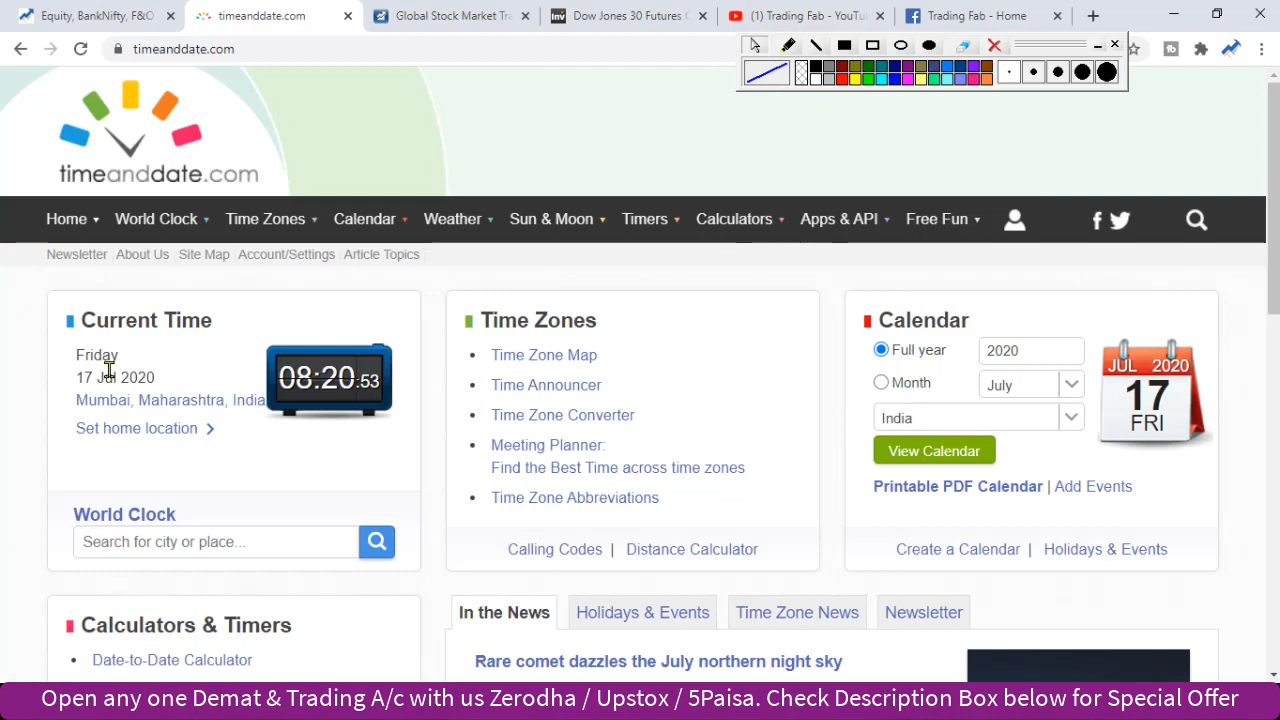 Equity, BankNifty, F&O
timeanddate.com
Global Stock Market Tra
Dow Jones 30 Futures C
(1) Trading Fab - YouTu
Trading Fab - Home
timeanddate.com
timeanddate.com
Home
World Clock
Time Zones
Calendar
Weather
Sun & Moon
Timers
Calculators
Apps & API
Free Fun
Newsletter About Us Site Map Account/Settings Article Topics
Current Time
Friday
17 Jul 2020
Mumbai, Maharashtra, India
Set home location
08:20:53
World Clock
Search for city or place...
Time Zones
Time Zone Map
Time Announcer
Time Zone Converter
Meeting Planner:
Find the Best Time across time zones
Time Zone Abbreviations
Calling Codes | Distance Calculator
Calendar
Full year 2020
Month July
India
View Calendar
JUL 2020
17
FRI
Printable PDF Calendar | Add Events
Create a Calendar | Holidays & Events
Calculators & Timers
Date-to-Date Calculator
In the News
Holidays & Events
Time Zone News
Newsletter
Rare comet dazzles the July northern night sky
Open any one Demat & Trading A/c with us Zerodha / Upstox / 5Paisa. Check Description Box below for Special Offer